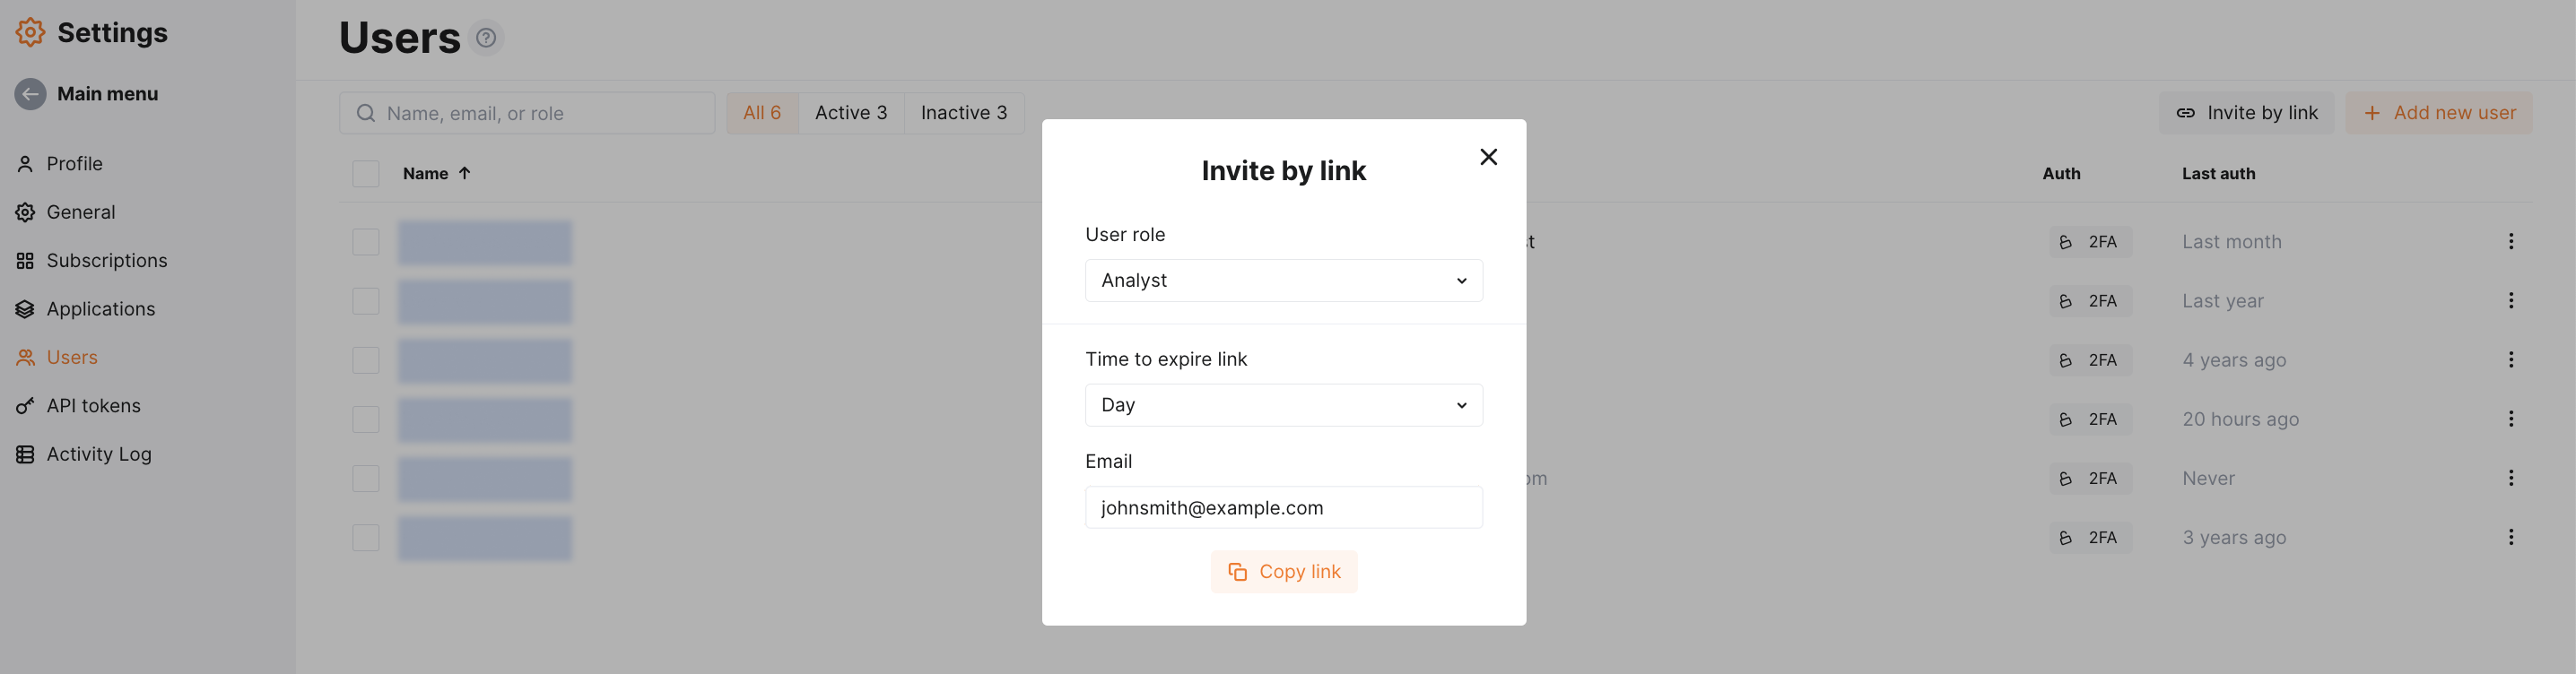 Settings
Main menu
Profile
General
Subscriptions
Applications
Users
API tokens
Activity Log
Users ?
Name, email, or role
All 6 Active 3 Inactive 3
Invite by link
Add new user
Name Auth Last auth
2FA Last month
2FA Last year
2FA 4 years ago
2FA 20 hours ago
2FA Never
2FA 3 years ago
Invite by link
User role
Analyst
Time to expire link
Day
Email
johnsmith@example.com
Copy link